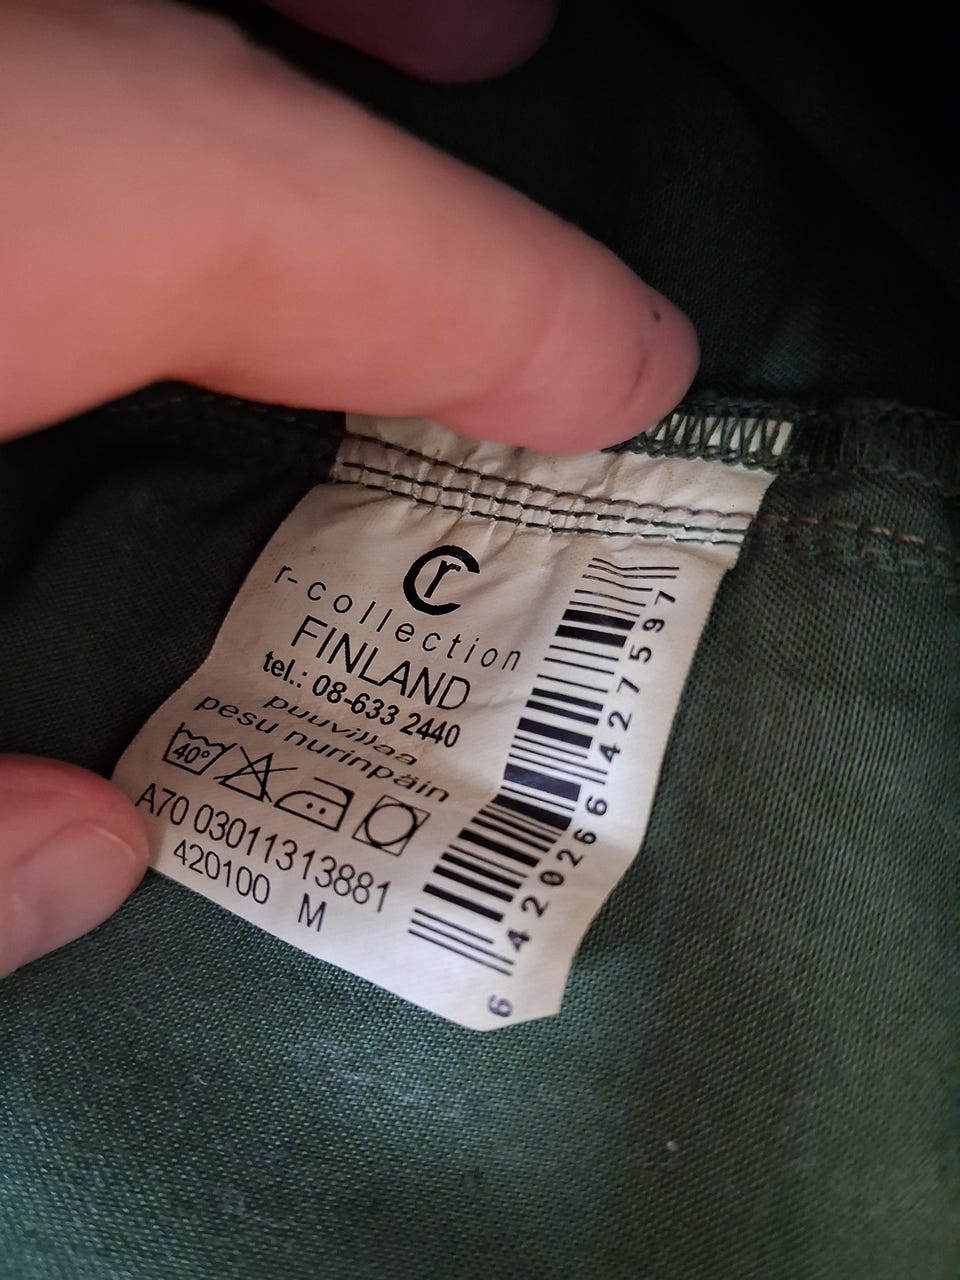 r-collection
FINLAND
tel.: 08-633 2440
puuvillaa
pesu nurinpäin
40°
A70 03011313881
420100 M
6 420266 427597